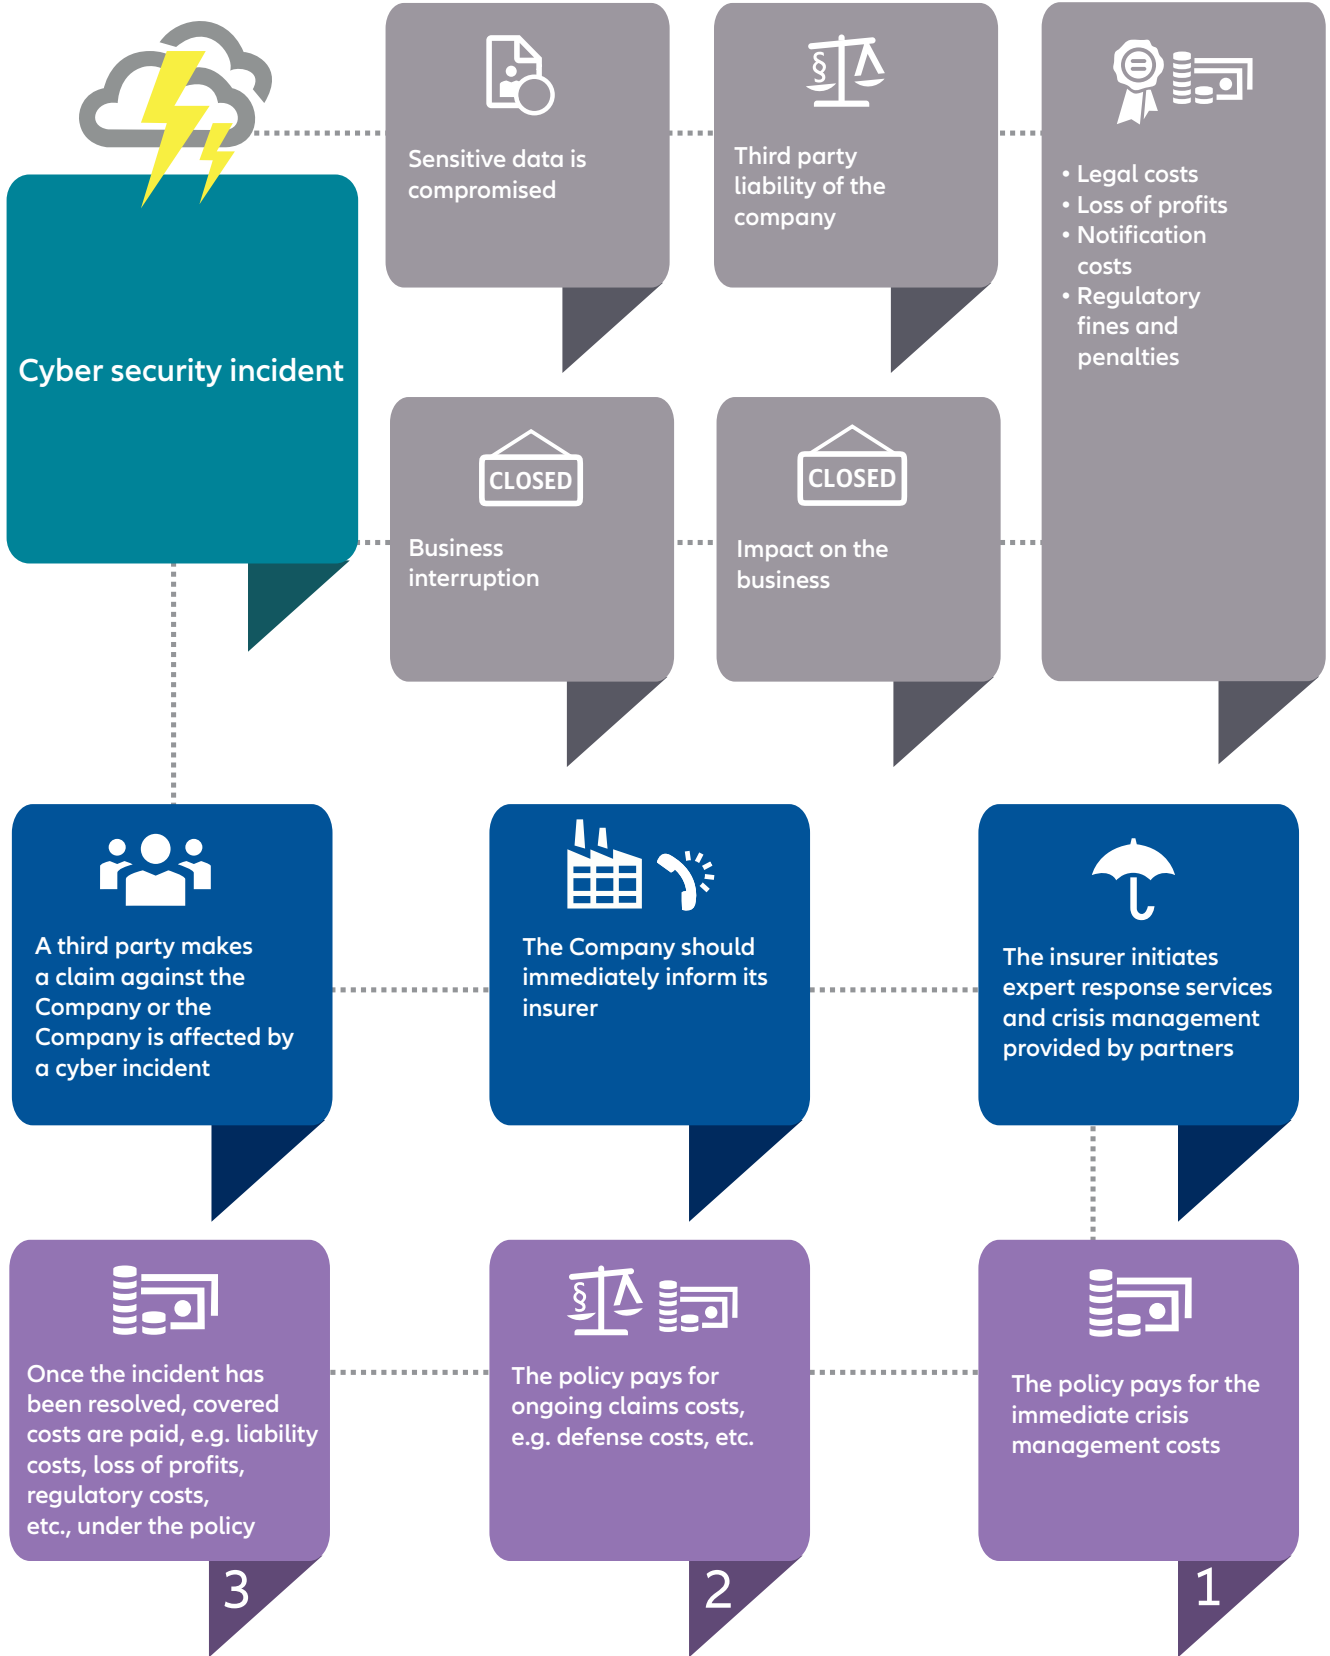 Cyber security incident
Sensitive data is
compromised
§
Third party
liability of the
company
• Legal costs
• Loss of profits
• Notification
costs
• Regulatory
fines and
penalties
CLOSED
Business
interruption
CLOSED
Impact on the
business
A third party makes
a claim against the
Company or the
Company is affected by
a cyber incident
The Company should
immediately inform its
insurer
The insurer initiates
expert response services
and crisis management
provided by partners
Once the incident has
been resolved, covered
costs are paid, e.g. liability
costs, loss of profits,
regulatory costs,
etc., under the policy
3
§
The policy pays for
ongoing claims costs,
e.g. defense costs, etc.
2
The policy pays for the
immediate crisis
management costs
1